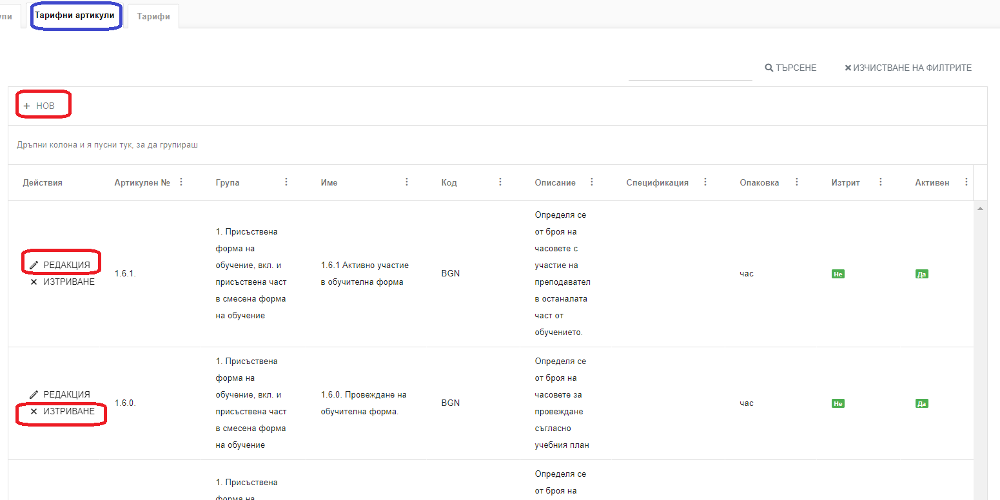 упи
Тарифни артикули
Тарифи
ТЪРСЕНЕ
ИЗЧИСТВАНЕ НА ФИЛТРИТЕ
+ НОВ
Дръпни колона и я пусни тук, за да групираш
Действия
Артикулен №
Група
Име
Код
Описание
Спецификация
Опаковка
Изтрит
Активен
РЕДАКЦИЯ
ИЗТРИВАНЕ
1.6.1.
1. Присъствена
форма на
обучение, вкл. и
присъствена част
в смесена форма
на обучение
1.6.1 Активно участие
в обучителна форма
BGN
Определя се
от броя на
часовете с
участие на
преподавател
в останалата
част от
обучението.
час
Не
Да
РЕДАКЦИЯ
ИЗТРИВАНЕ
1.6.0.
1. Присъствена
форма на
обучение, вкл. и
присъствена част
в смесена форма
на обучение
1.6.0. Провеждане на
обучителна форма.
BGN
Определя се
от броя на
часовете за
провеждане
съгласно
учебния план
час
Не
Да
1. Присъствена
форма на
Определя се
от броя на